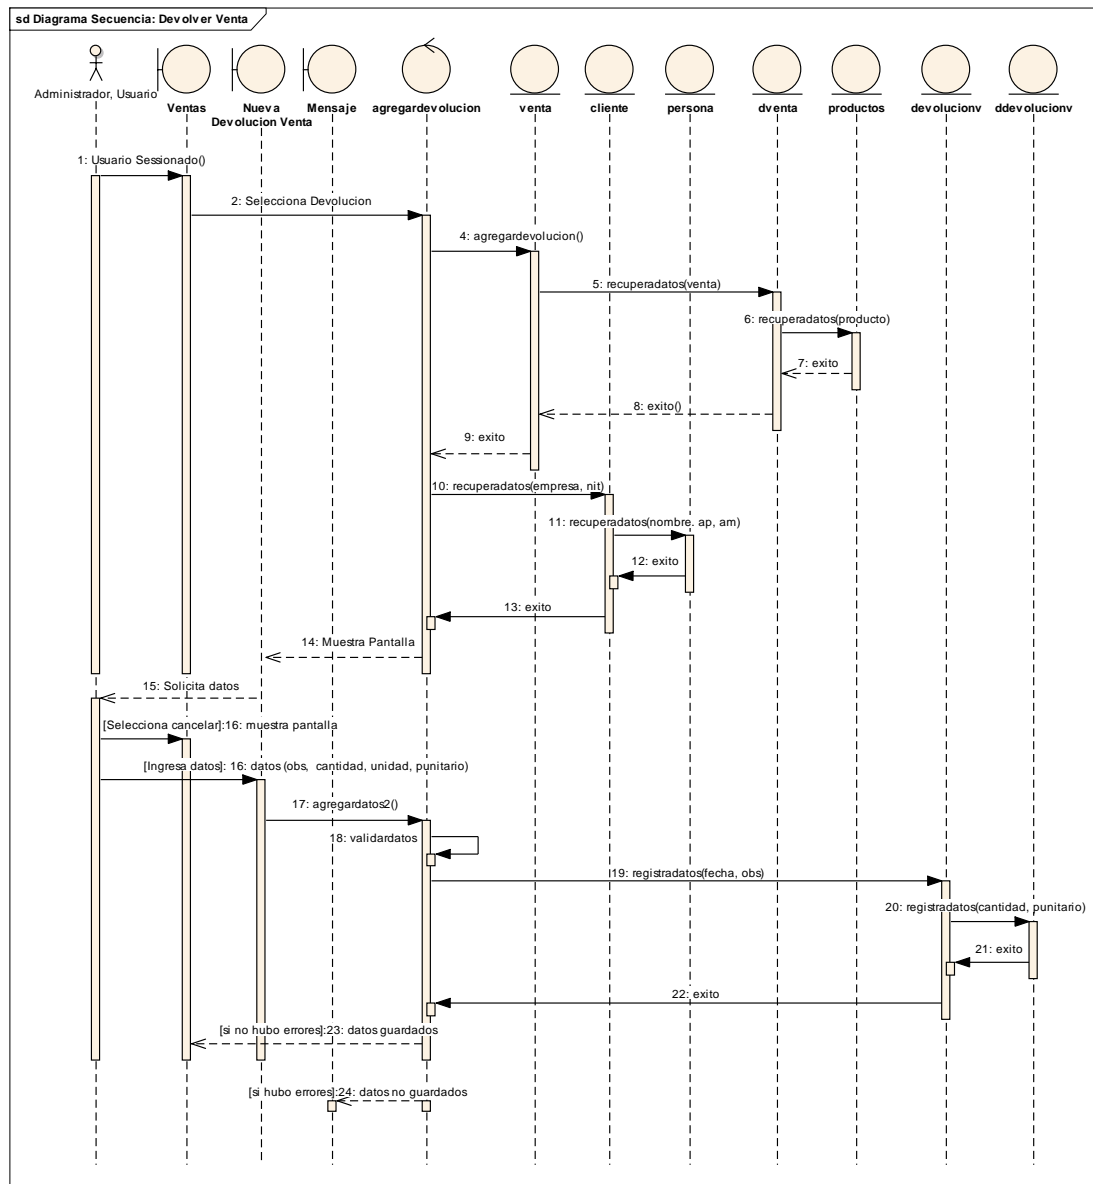 sd Diagrama Secuencia: Devolver Venta
Administrador, Usuario
Ventas
Nueva
Devolucion Venta
Mensaje
agregardevolucion
venta
cliente
persona
dventa
productos
devolucionv
ddevolucionv
1: Usuario Sessionado()
2: Selecciona Devolucion
4: agregardevolucion()
5: recuperadatos(venta)
6: recuperadatos(producto)
7: exito
8: exito()
9: exito
10: recuperadatos(empresa, nit)
11: recuperadatos(nombre. ap, am)
12: exito
13: exito
14: Muestra Pantalla
15: Solicita datos
[Selecciona cancelar]:16: muestra pantalla
[Ingresa datos]: 16: datos (obs, cantidad, unidad, punitario)
17: agregardatos2()
18: validardatos
19: registradatos(fecha, obs)
20: registradatos(cantidad, punitario)
21: exito
22: exito
[si no hubo errores]:23: datos guardados
[si hubo errores]:24: datos no guardados